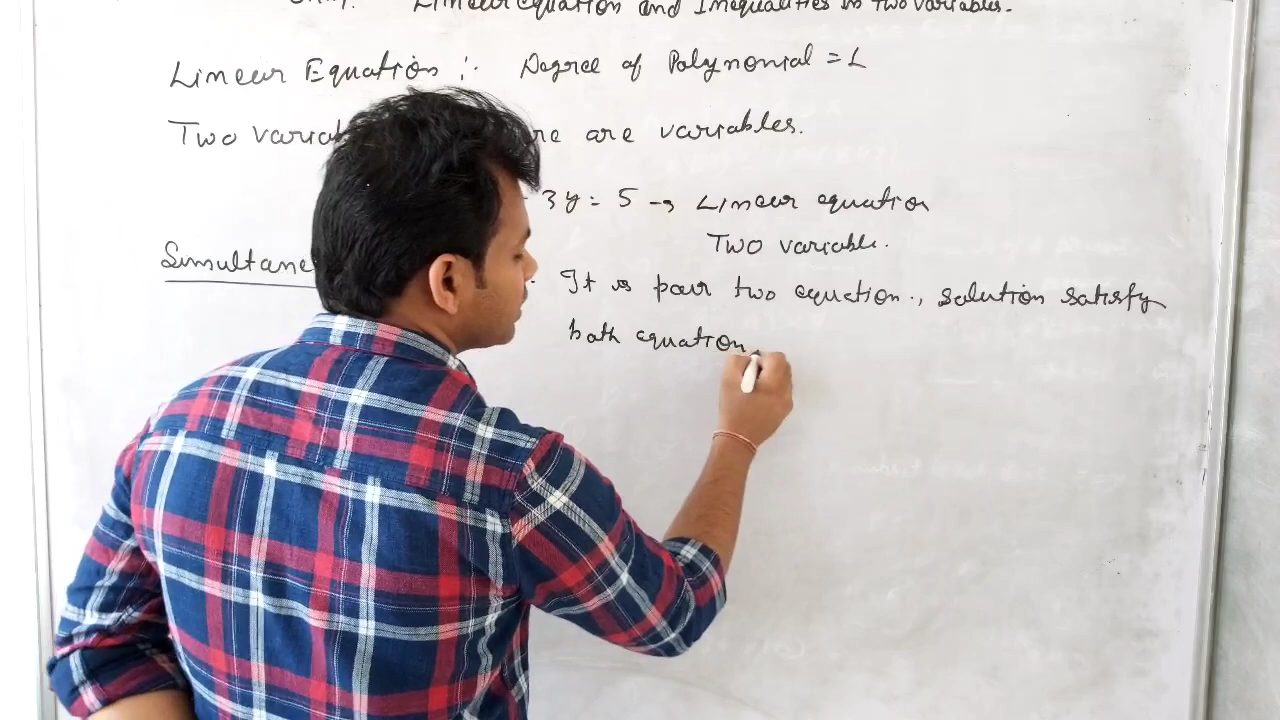 Linear equation and Inequalities in two variables.
Linear Equation :- Degree of Polynomial = 1
Two variab re are variables.
3y = 5 → Linear equation
Two variable.
Simultane It is pair two equation., solution satisfy
both equation.